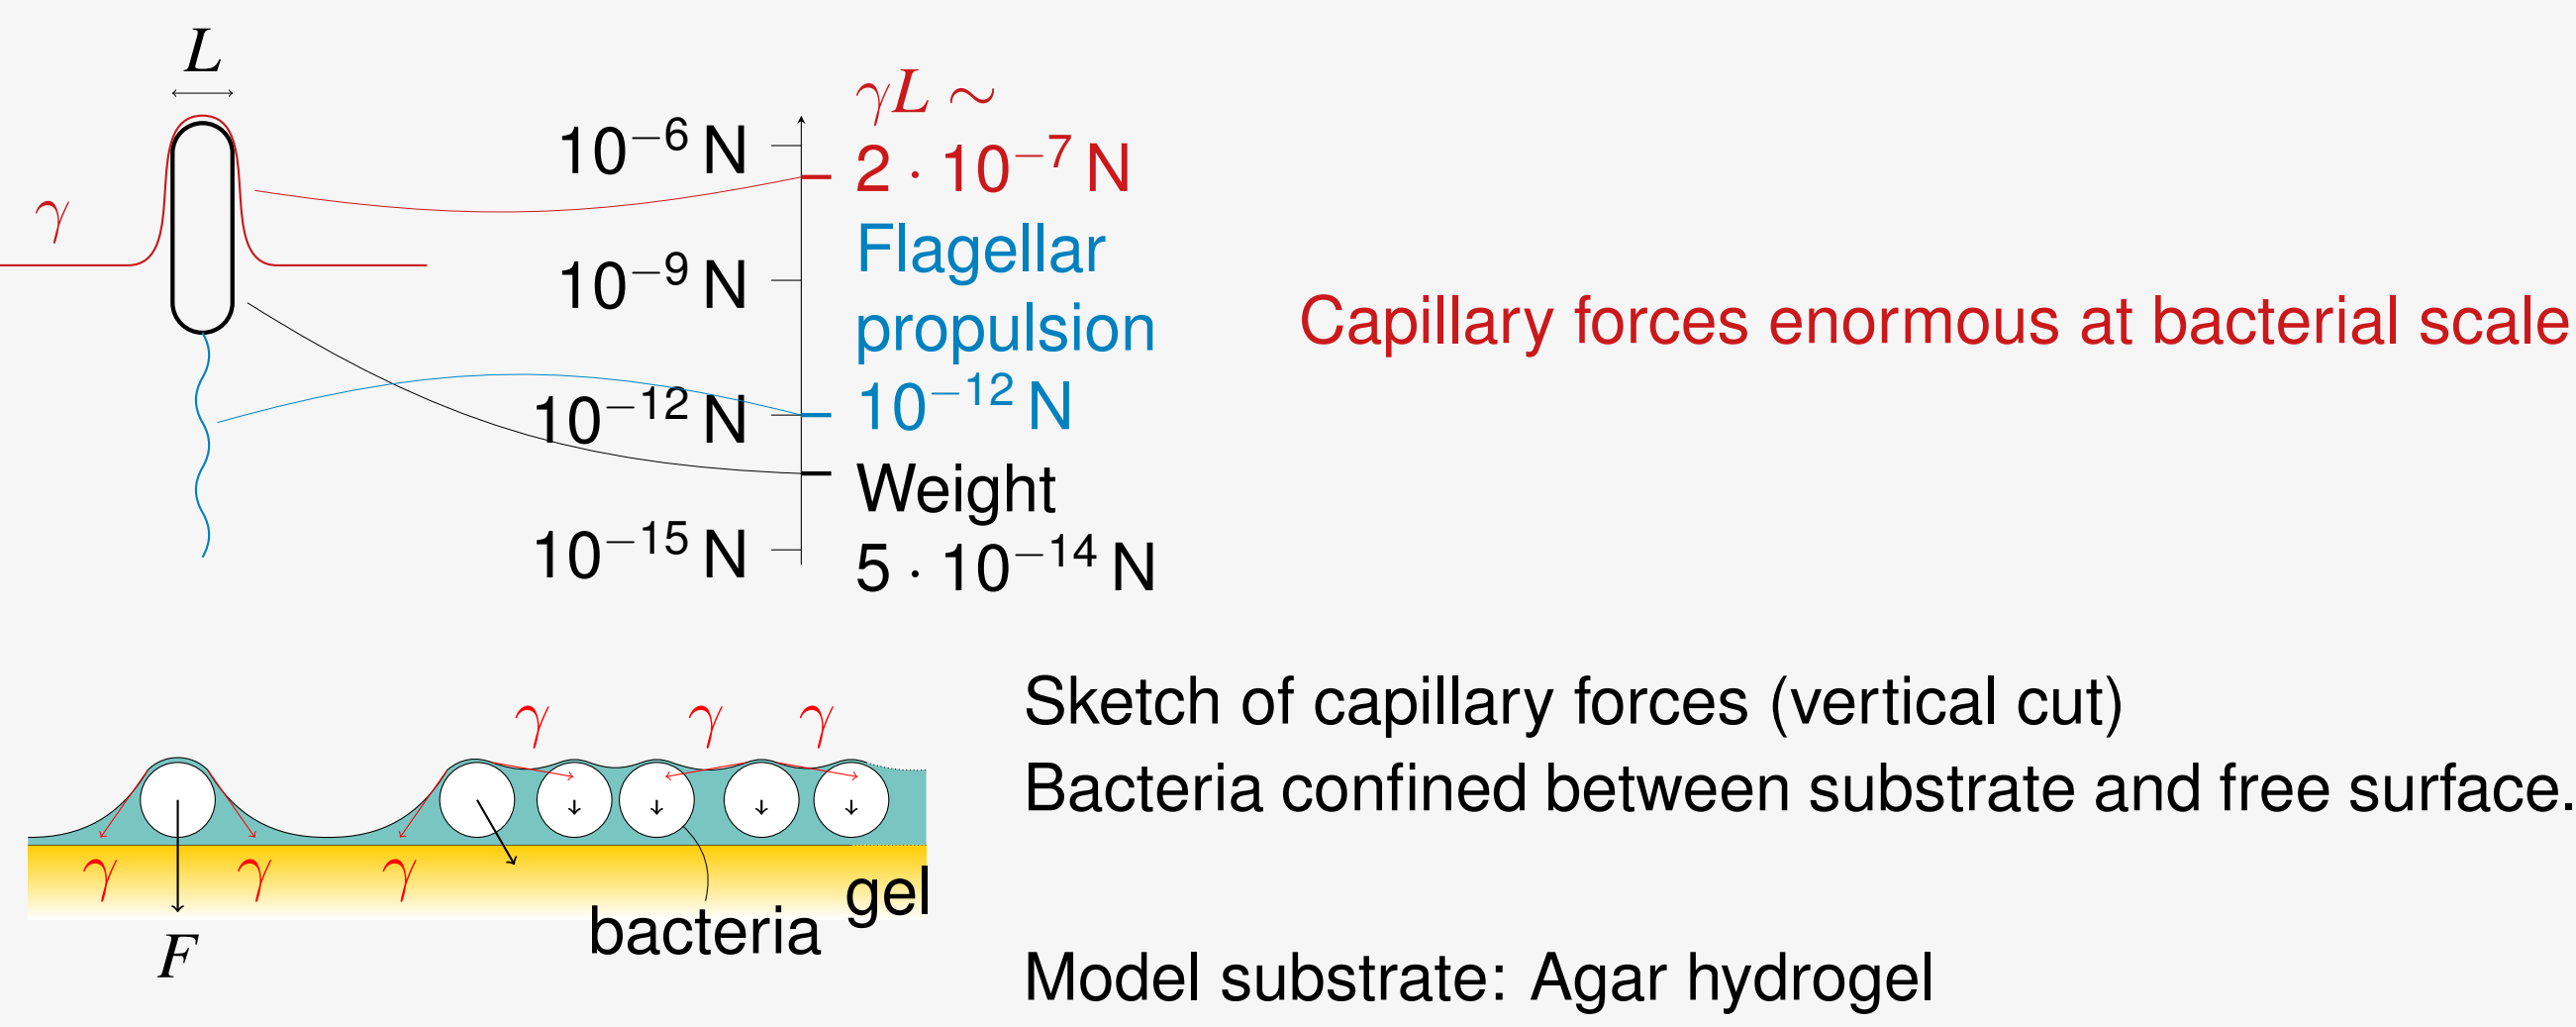 L
γ
10⁻⁶ N
10⁻⁹ N
10⁻¹² N
10⁻¹⁵ N
γL ∼
2 · 10⁻⁷ N
Flagellar
propulsion
10⁻¹² N
Weight
5 · 10⁻¹⁴ N
Capillary forces enormous at bacterial scale
γ γ γ
γ γ γ
F
bacteria
gel
Sketch of capillary forces (vertical cut)
Bacteria confined between substrate and free surface.
Model substrate: Agar hydrogel